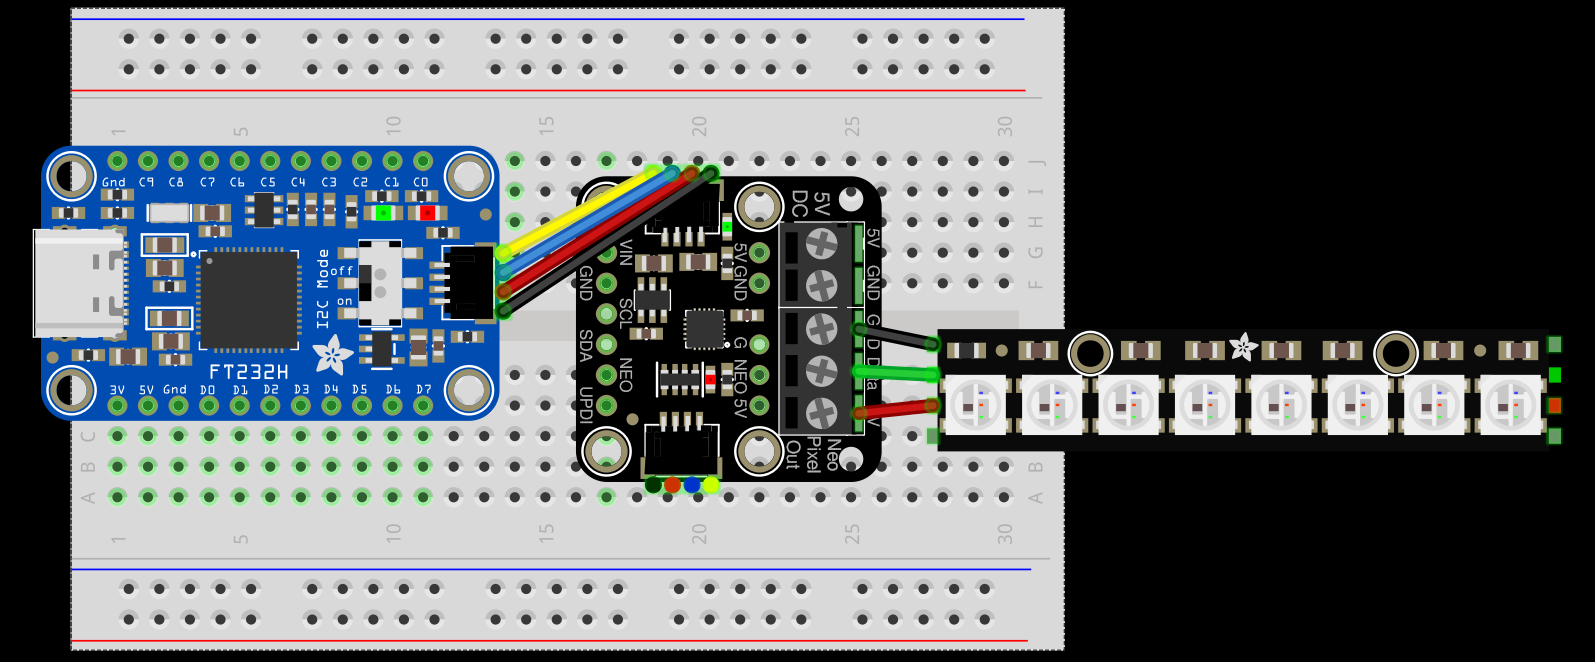 1 5 10 15 20 25 30
J
I
H
G
F
C
B
A
B
A
Gnd C9 C8 C7 C6 C5 C4 C3 C2 C1 C0
I2C Mode
off
on
FT232H
3V 5V Gnd D0 D1 D2 D3 D4 D5 D6 D7
VIN
GND
SCL
SDA
NEO
UPDI
5V
GND
G
NEO
5V
5V
DC
5V
GND
G
D
Neo
Pixel
Out
1 5 10 15 20 25 30